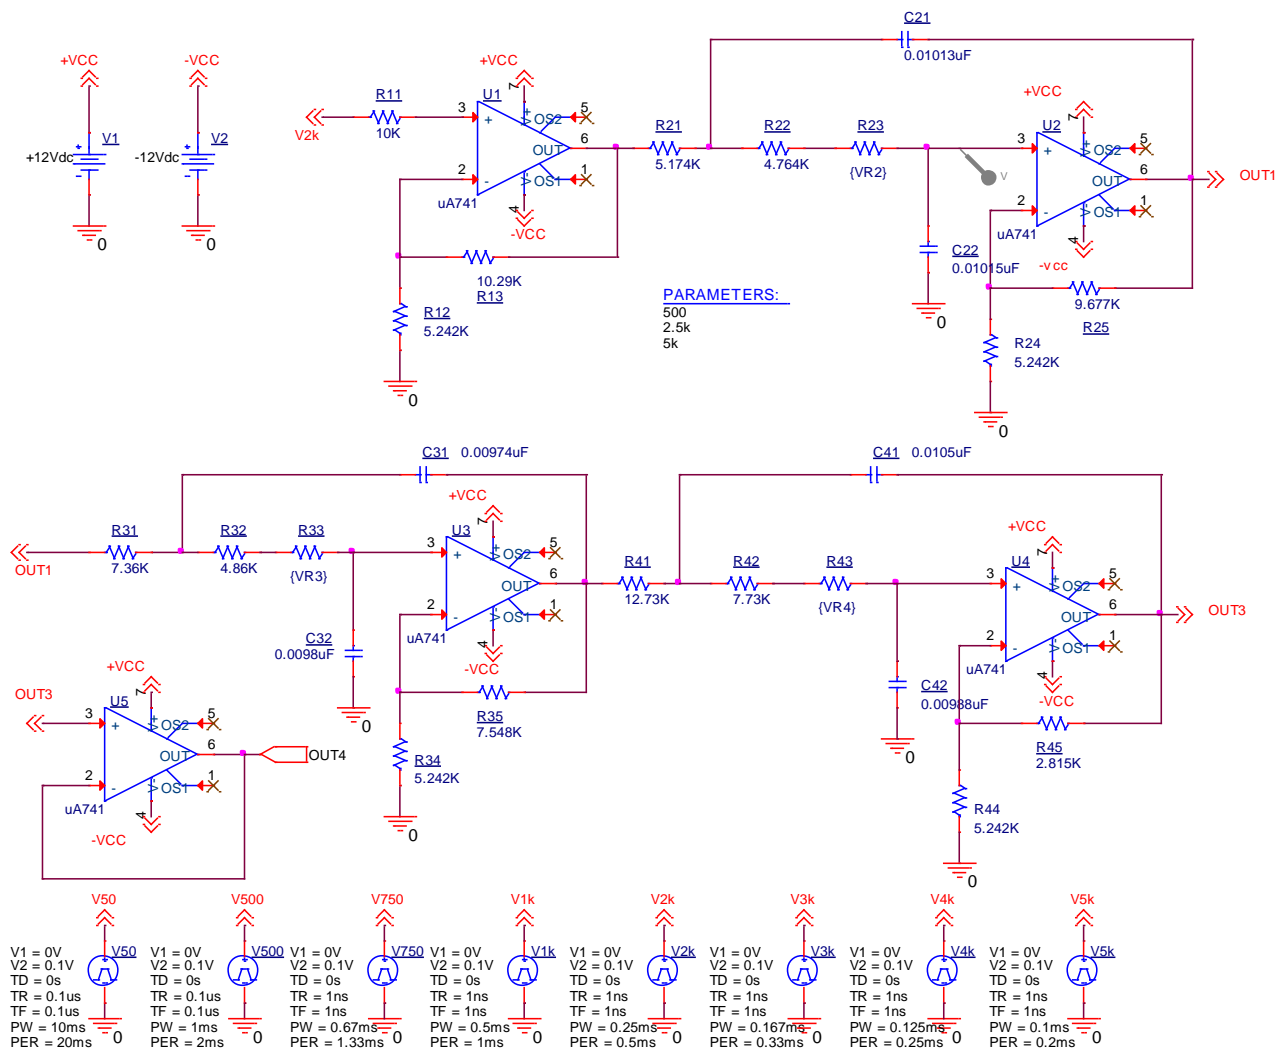 C21
0.01013uF
+VCC
-VCC
+12Vdc
V1
-12Vdc
V2
0
0
V2k
R11
10K
+VCC
U1
3
+
7
V+
OS2
5
OUT
6
2
-
V-
OS1
1
4
uA741
-VCC
10.29K
R13
R12
5.242K
0
R21
5.174K
R22
4.764K
R23
{VR2}
V
+VCC
U2
3
+
7
V+
OS2
5
OUT
6
2
-
V-
OS1
1
4
uA741
-vcc
OUT1
C22
0.01015uF
0
9.677K
R25
R24
5.242K
0
PARAMETERS:
500
2.5k
5k
C31
0.00974uF
R31
7.36K
R32
4.86K
R33
{VR3}
OUT1
+VCC
U3
3
+
7
V+
OS2
5
OUT
6
2
-
V-
OS1
1
4
uA741
-VCC
C32
0.0098uF
0
R35
7.548K
R34
5.242K
0
C41
0.0105uF
R41
12.73K
R42
7.73K
R43
{VR4}
+VCC
U4
3
+
7
V+
OS2
5
OUT
6
2
-
V-
OS1
1
4
uA741
-VCC
OUT3
C42
0.00988uF
0
R45
2.815K
R44
5.242K
0
OUT3
+VCC
U5
3
+
7
V+
OS2
5
OUT
6
2
-
V-
OS1
1
4
uA741
-VCC
OUT4
V50
V50
V1 = 0V
V2 = 0.1V
TD = 0s
TR = 0.1us
TF = 0.1us
PW = 10ms
PER = 20ms
0
V500
V500
V1 = 0V
V2 = 0.1V
TD = 0s
TR = 0.1us
TF = 0.1us
PW = 1ms
PER = 2ms
0
V750
V750
V1 = 0V
V2 = 0.1V
TD = 0s
TR = 1ns
TF = 1ns
PW = 0.67ms
PER = 1.33ms
0
V1k
V1k
V1 = 0V
V2 = 0.1V
TD = 0s
TR = 1ns
TF = 1ns
PW = 0.5ms
PER = 1ms
0
V2k
V2k
V1 = 0V
V2 = 0.1V
TD = 0s
TR = 1ns
TF = 1ns
PW = 0.25ms
PER = 0.5ms
0
V3k
V3k
V1 = 0V
V2 = 0.1V
TD = 0s
TR = 1ns
TF = 1ns
PW = 0.167ms
PER = 0.33ms
0
V4k
V4k
V1 = 0V
V2 = 0.1V
TD = 0s
TR = 1ns
TF = 1ns
PW = 0.125ms
PER = 0.25ms
0
V5k
V5k
V1 = 0V
V2 = 0.1V
TD = 0s
TR = 1ns
TF = 1ns
PW = 0.1ms
PER = 0.2ms
0